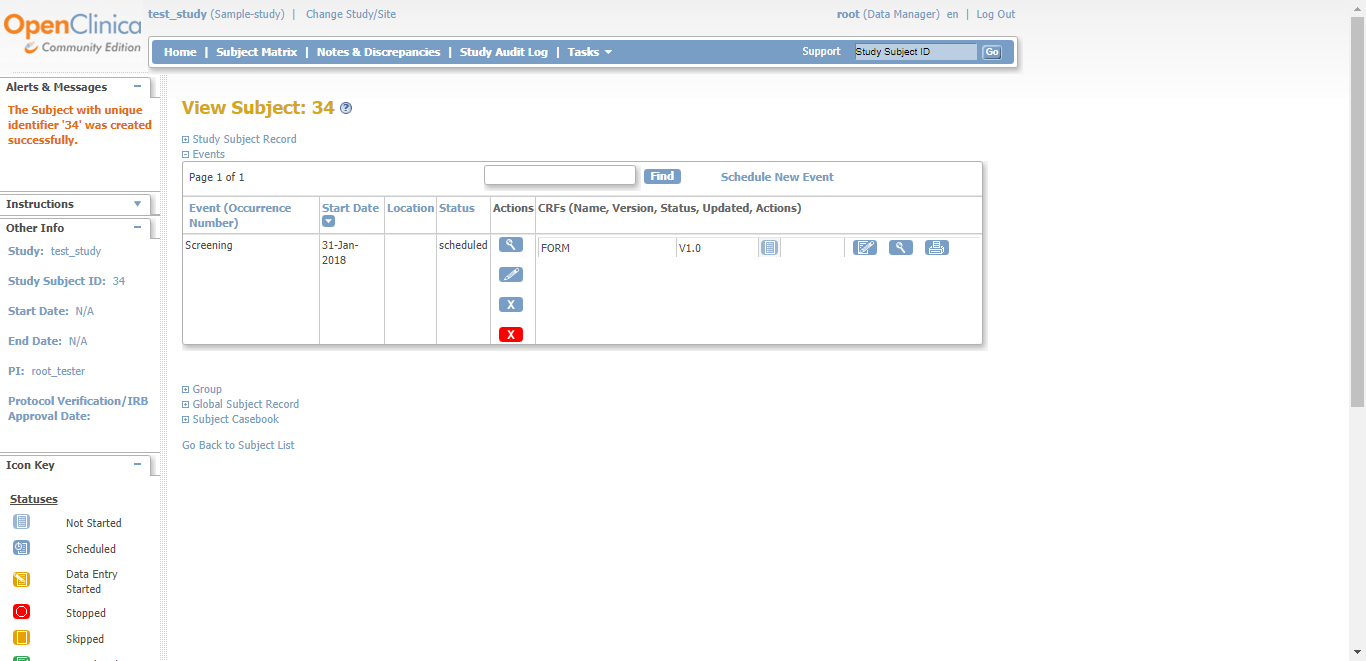 OpenClinica
Community Edition
test_study (Sample-study) | Change Study/Site
root (Data Manager) en | Log Out
Home | Subject Matrix | Notes & Discrepancies | Study Audit Log | Tasks
Support Study Subject ID Go
Alerts & Messages
The Subject with unique
identifier '34' was created
successfully.
Instructions
Other Info
Study: test_study
Study Subject ID: 34
Start Date: N/A
End Date: N/A
PI: root_tester
Protocol Verification/IRB
Approval Date:
Icon Key
Statuses
Not Started
Scheduled
Data Entry
Started
Stopped
Skipped
View Subject: 34 ?
Study Subject Record
Events
Page 1 of 1 Find Schedule New Event
Event (Occurrence
Number)
Start Date
Location
Status
Actions
CRFs (Name, Version, Status, Updated, Actions)
Screening
31-Jan-
2018
scheduled
X
X
FORM
V1.0
Group
Global Subject Record
Subject Casebook
Go Back to Subject List